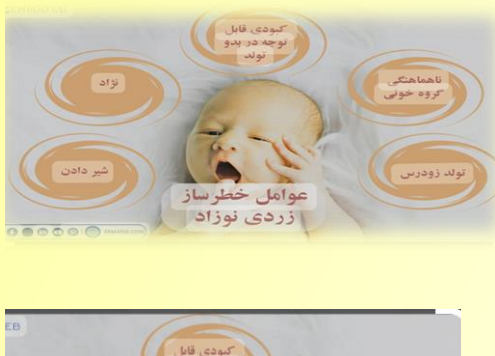 کبودی قابل
توجه در بدو
تولد
نژاد
ناهماهنگی
گروه خونی
شیر دادن
تولد زودرس
عوامل خطرساز
زردی نوزاد
EB
کبودی قابل